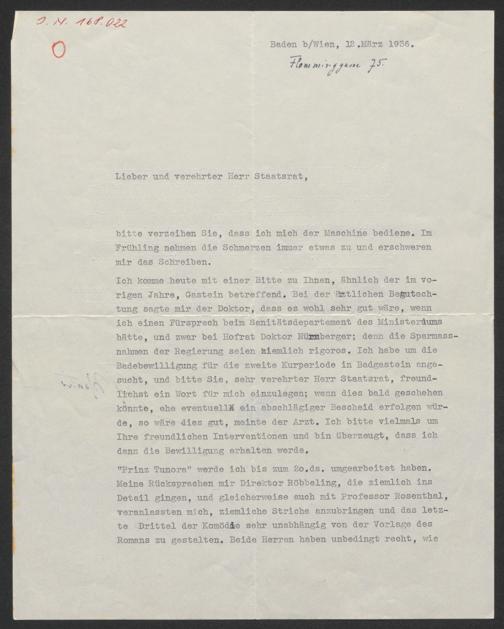 J.N. 168.022
Baden b/Wien, 12.März 1936.
Flemminggasse 75.
Lieber und verehrter Herr Staatsrat,
bitte verzeihen Sie, dass ich mich der Maschine bediene. Im
Frühling nehmen die Schmerzen immer etwas zu und erschweren
mir das Schreiben.
Ich komme heute mit einer Bitte zu Ihnen, ähnlich der im vo-
rigen Jahre, Gastein betreffend. Bei der ärztlichen Begutach-
tung sagte mir der Doktor, dass es wohl sehr gut wäre, wenn
ich einen Fürsprech beim Sanitätsdepartement des Ministeriums
hätte, und zwar bei Hofrat Doktor Nürnberger; denn die Sparmass-
nahmen der Regierung seien ziemlich rigoros. Ich habe um die
Badebewilligung für die zweite Kurperiode in Badgastein ange-
sucht, und bitte Sie, sehr verehrter Herr Staatsrat, freund-
lichst ein Wort für mich einzulegen; wenn dies bald geschehen
könnte, ehe eventuell ein abschlägiger Bescheid erfolgen wür-
de, so wäre dies gut, meinte der Arzt. Ich bitte vielmals um
Ihre freundlichen Interventionen und bin überzeugt, dass ich
dann die Bewilligung erhalten werde.
"Prinz Tunora" werde ich bis zum 2o.ds. umgearbeitet haben.
Meine Rücksprachen mir Direktor Röbbeling, die ziemlich ins
Detail gingen, und gleicherweise auch mit Professor Rosenthal,
veranlassten mich, ziemliche Striche anzubringen und das letz-
te Drittel der Komödie sehr unabhängig von der Vorlage des
Romans zu gestalten. Beide Herren haben unbedingt recht, wie